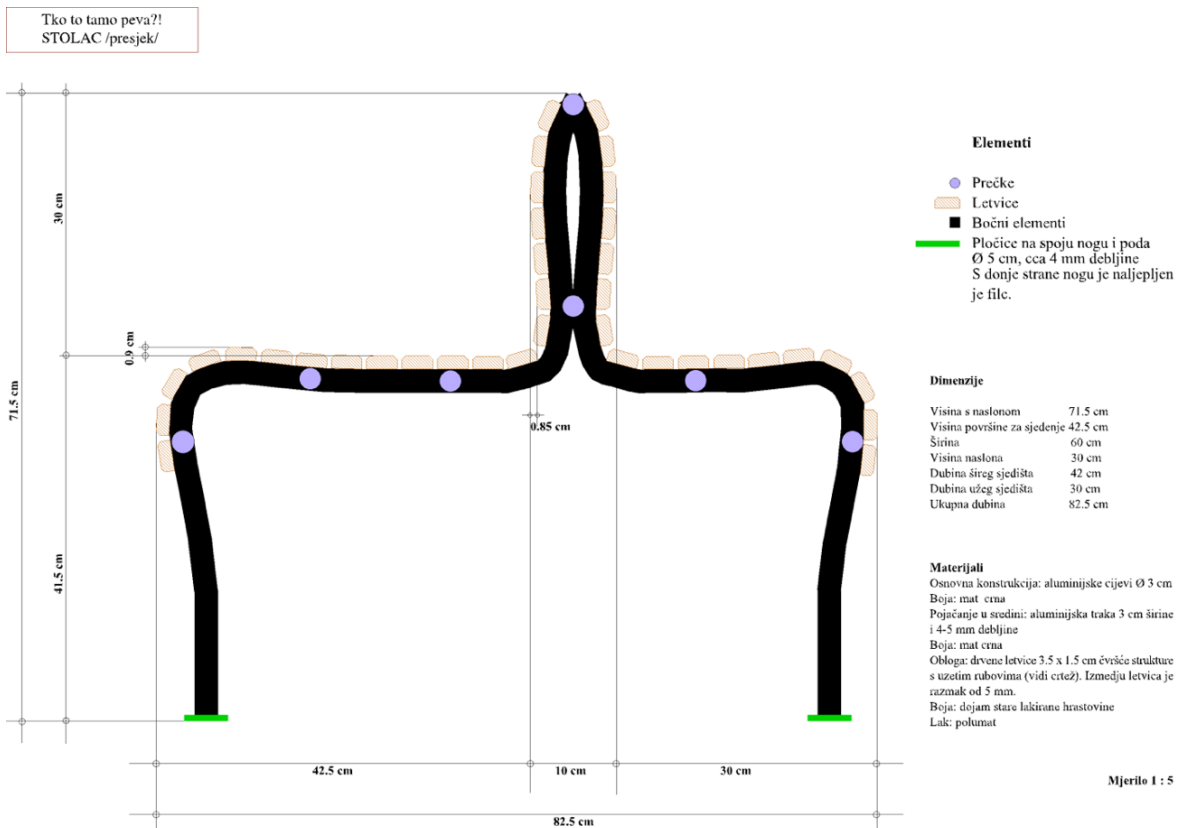 Tko to tamo peva?!
STOLAC /presjek/
30 cm
0.9 cm
71.5 cm
41.5 cm
0.85 cm
42.5 cm
10 cm
30 cm
82.5 cm
Elementi
Prečke
Letvice
Bočni elementi
Pločice na spoju nogu i poda
Ø 5 cm, cca 4 mm debljine
S donje strane nogu je naljepljen
je filc.
Dimenzije
Visina s naslonom 71.5 cm
Visina površine za sjedenje 42.5 cm
Širina 60 cm
Visina naslona 30 cm
Dubina šireg sjedišta 42 cm
Dubina užeg sjedišta 30 cm
Ukupna dubina 82.5 cm
Materijali
Osnovna konstrukcija: aluminijske cijevi Ø 3 cm
Boja: mat crna
Pojačanje u sredini: aluminijska traka 3 cm širine
i 4-5 mm debljine
Boja: mat crna
Obloga: drvene letvice 3.5 x 1.5 cm čvršće strukture
s uzetim rubovima (vidi crtež). Izmedju letvica je
razmak od 5 mm.
Boja: dojam stare lakirane hrastovine
Lak: polumat
Mjerilo 1 : 5